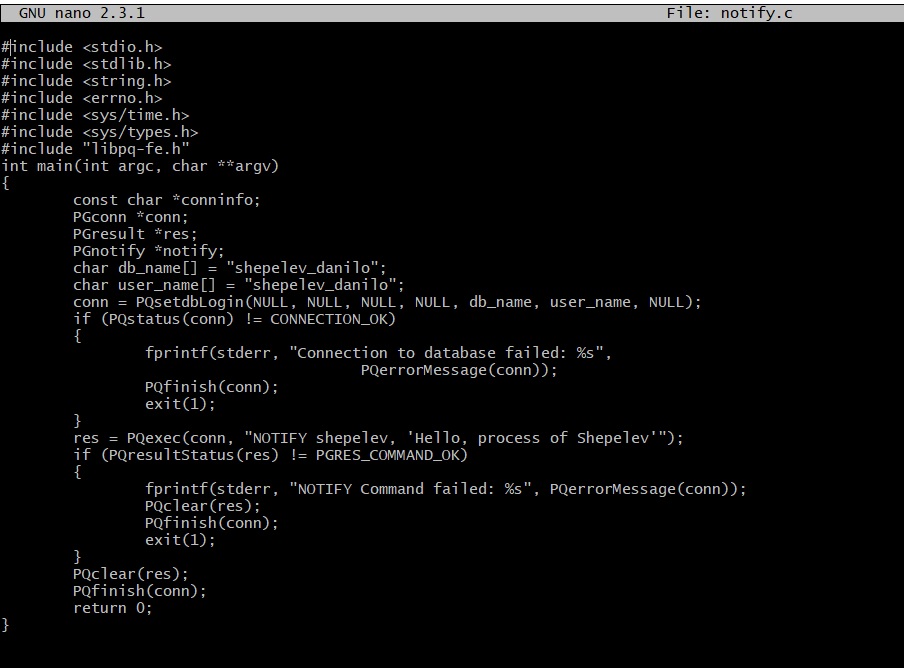 GNU nano 2.3.1 File: notify.c
#include <stdio.h>
#include <stdlib.h>
#include <string.h>
#include <errno.h>
#include <sys/time.h>
#include <sys/types.h>
#include "libpq-fe.h"
int main(int argc, char **argv)
{
        const char *conninfo;
        PGconn *conn;
        PGresult *res;
        PGnotify *notify;
        char db_name[] = "shepelev_danilo";
        char user_name[] = "shepelev_danilo";
        conn = PQsetdbLogin(NULL, NULL, NULL, NULL, db_name, user_name, NULL);
        if (PQstatus(conn) != CONNECTION_OK)
        {
                fprintf(stderr, "Connection to database failed: %s",
                                        PQerrorMessage(conn));
                PQfinish(conn);
                exit(1);
        }
        res = PQexec(conn, "NOTIFY shepelev, 'Hello, process of Shepelev'");
        if (PQresultStatus(res) != PGRES_COMMAND_OK)
        {
                fprintf(stderr, "NOTIFY Command failed: %s", PQerrorMessage(conn));
                PQclear(res);
                PQfinish(conn);
                exit(1);
        }
        PQclear(res);
        PQfinish(conn);
        return 0;
}